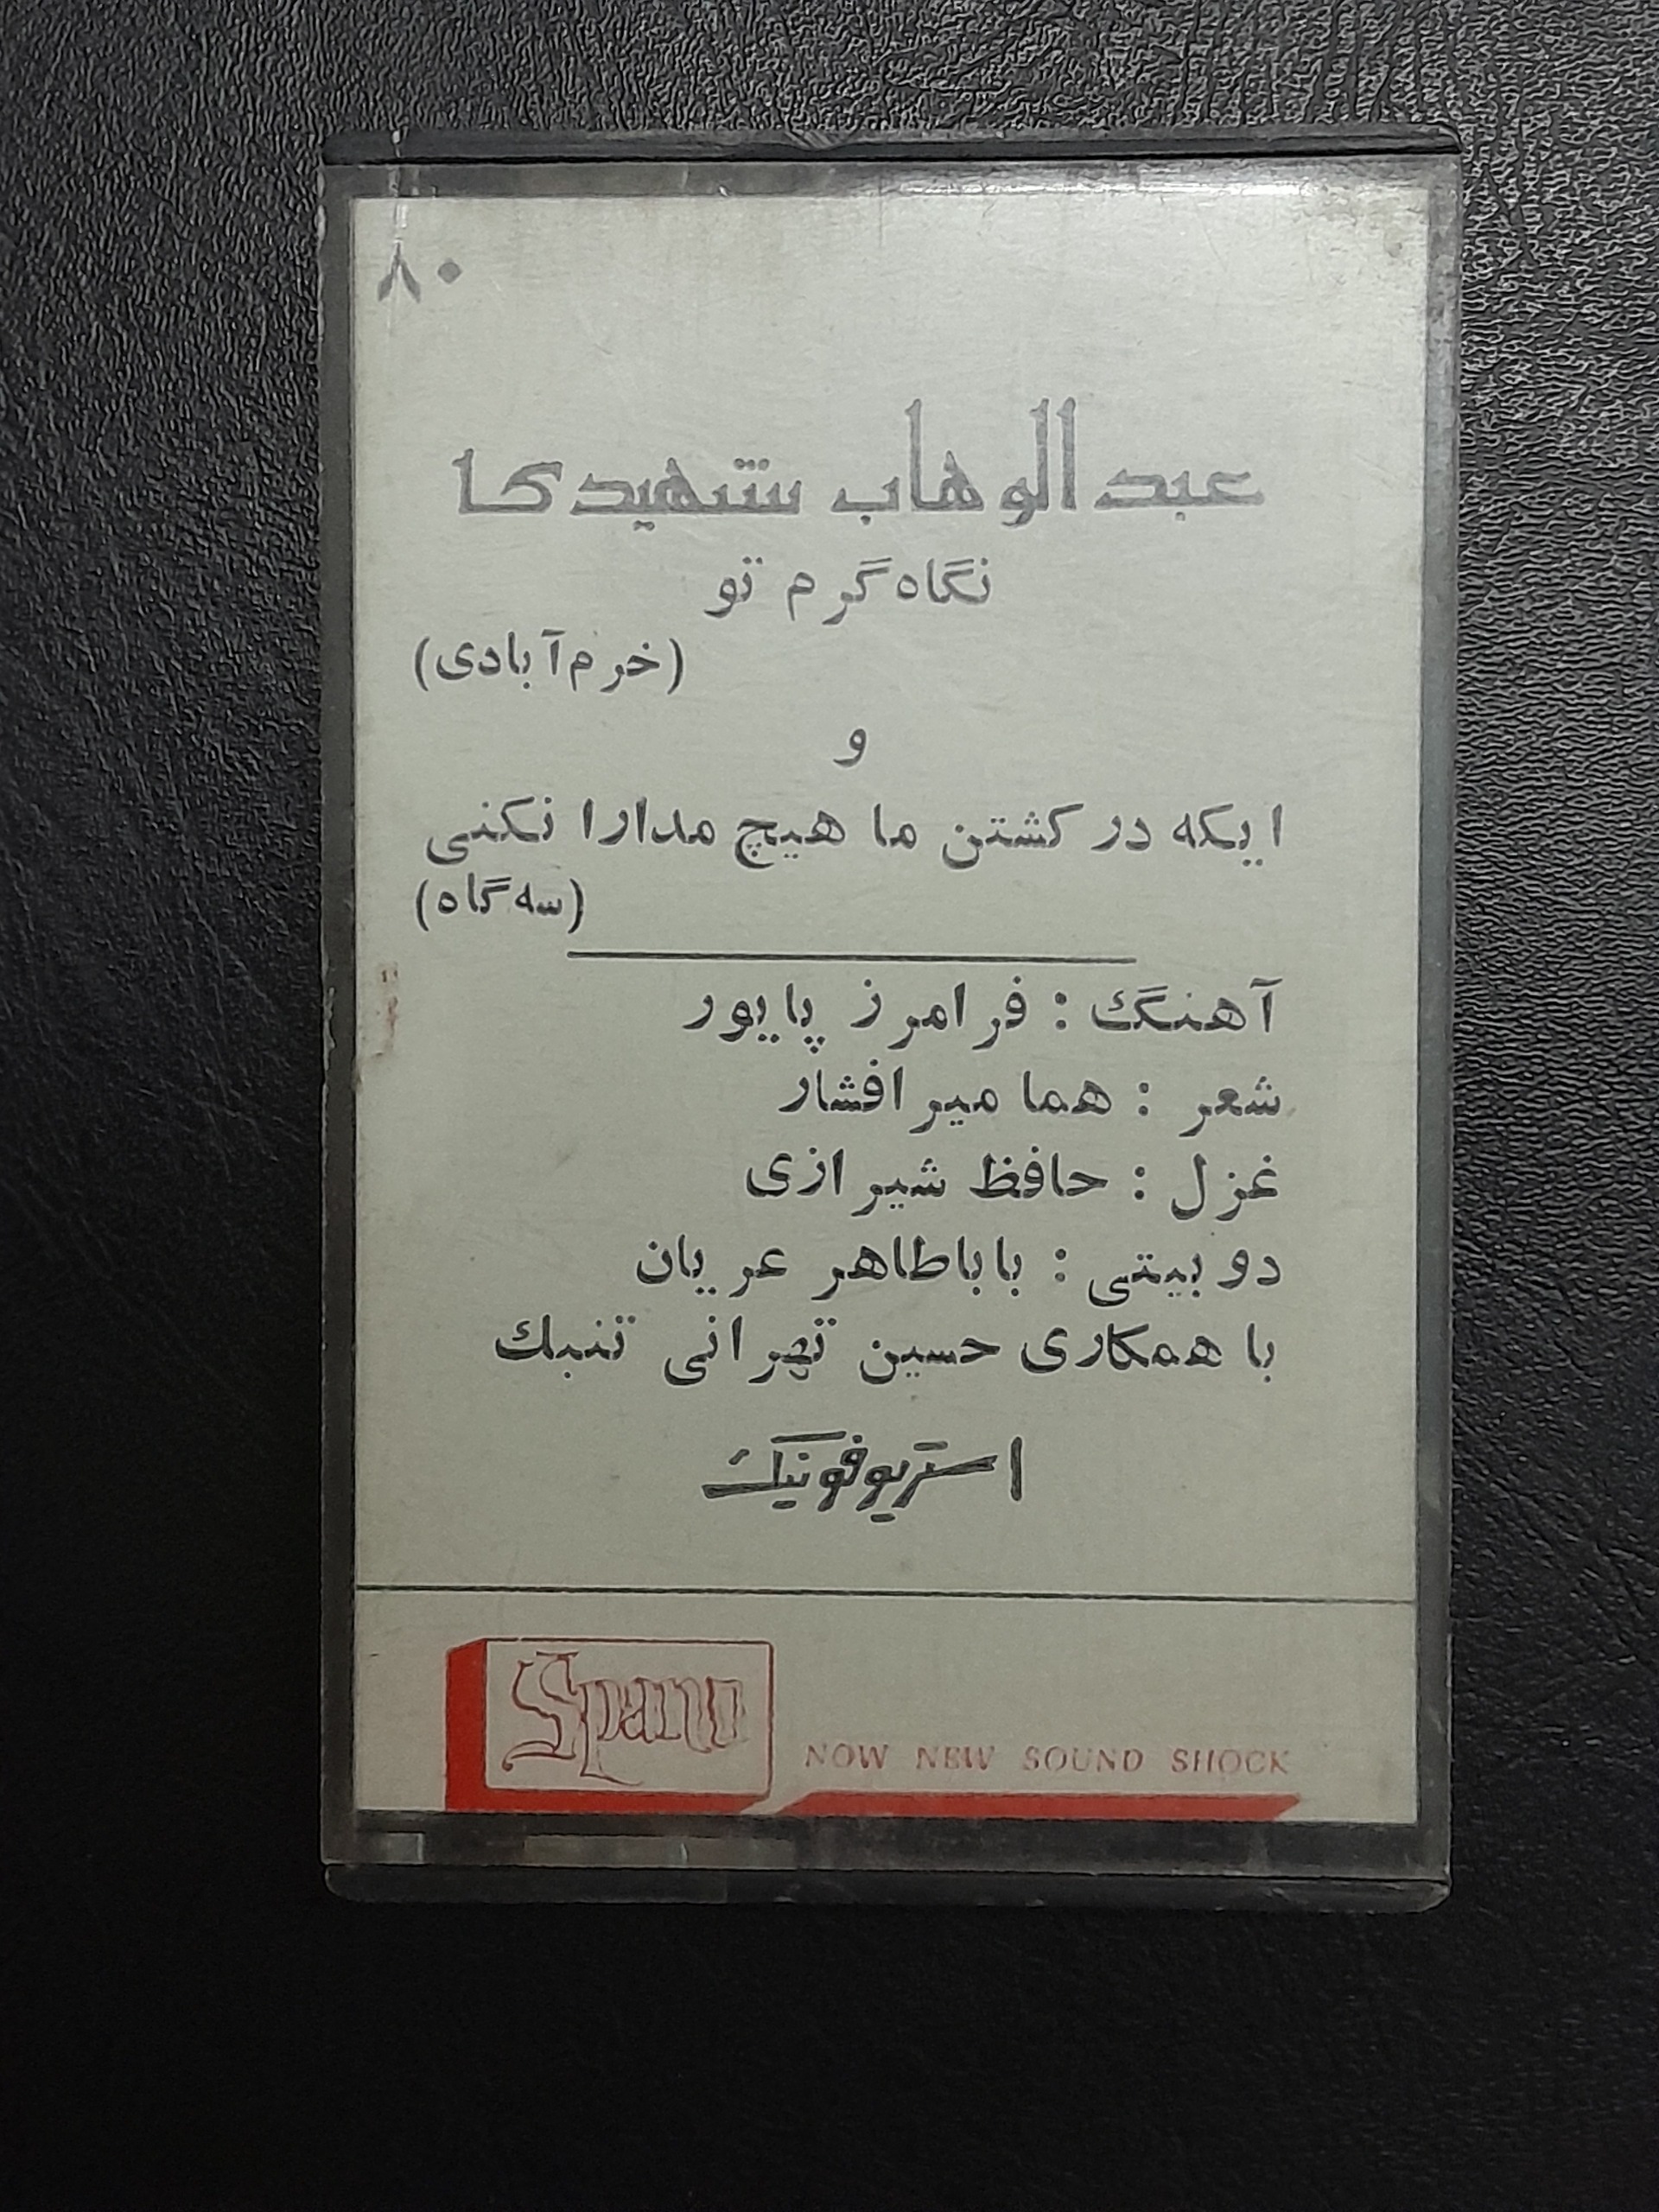 ۸۰
عبدالوهاب شهیدی
نگاه گرم تو
(خرم‌آبادی)
و
ایکه در کشتن ما هیچ مدارا نکنی
(سه‌گاه)
آهنگ : فرامرز پایور
شعر : هما میرافشار
غزل : حافظ شیرازی
دو بیتی : باباطاهر عریان
با همکاری حسین تهرانی تنبک
استریوفونیک
Spano
NOW NEW SOUND SHOCK